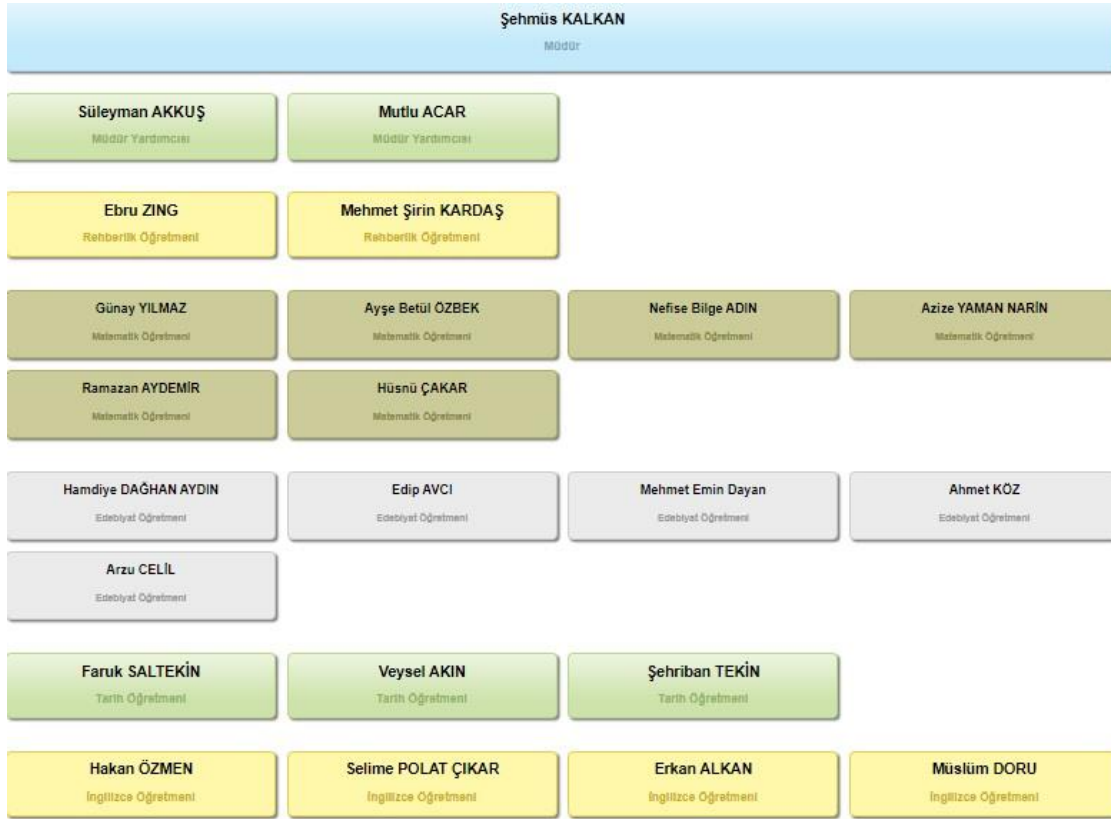 Şehmüs KALKAN
Müdür
Süleyman AKKUŞ
Müdür Yardımcısı
Mutlu ACAR
Müdür Yardımcısı
Ebru ZING
Rehberlik Öğretmeni
Mehmet Şirin KARDAŞ
Rehberlik Öğretmeni
Günay YILMAZ
Matematik Öğretmeni
Ayşe Betül ÖZBEK
Matematik Öğretmeni
Nefise Bilge ADIN
Matematik Öğretmeni
Azize YAMAN NARİN
Matematik Öğretmeni
Ramazan AYDEMİR
Matematik Öğretmeni
Hüsnü ÇAKAR
Matematik Öğretmeni
Hamdiye DAĞHAN AYDIN
Edebiyat Öğretmeni
Edip AVCI
Edebiyat Öğretmeni
Mehmet Emin Dayan
Edebiyat Öğretmeni
Ahmet KÖZ
Edebiyat Öğretmeni
Arzu CELİL
Edebiyat Öğretmeni
Faruk SALTEKİN
Tarih Öğretmeni
Veysel AKIN
Tarih Öğretmeni
Şehriban TEKİN
Tarih Öğretmeni
Hakan ÖZMEN
İngilizce Öğretmeni
Selime POLAT ÇIKAR
İngilizce Öğretmeni
Erkan ALKAN
İngilizce Öğretmeni
Müslüm DORU
İngilizce Öğretmeni